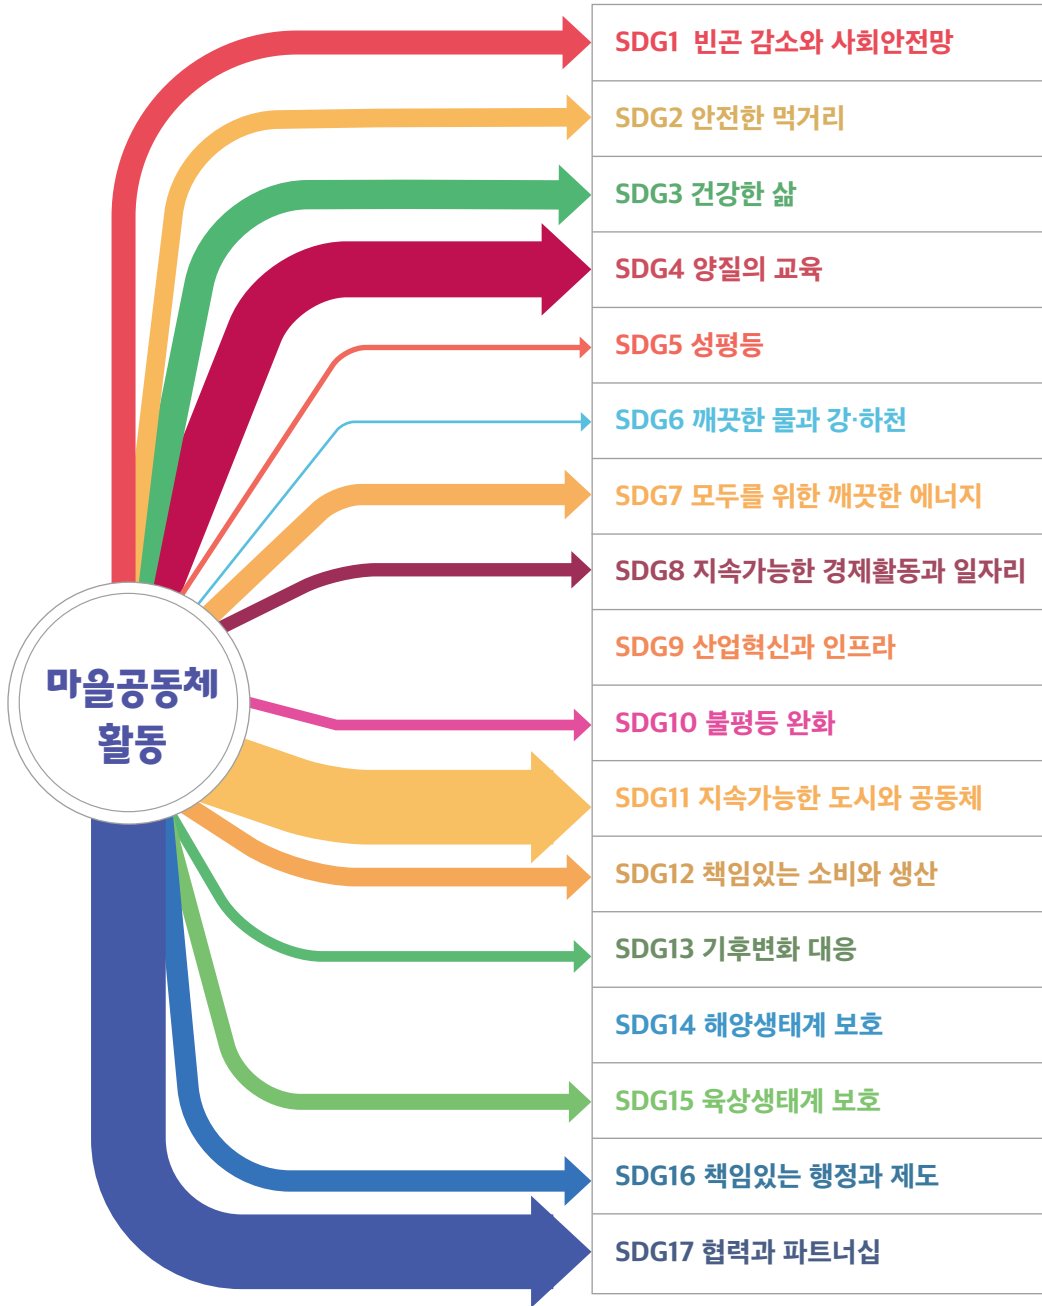 SDG1 빈곤 감소와 사회안전망
SDG2 안전한 먹거리
SDG3 건강한 삶
SDG4 양질의 교육
SDG5 성평등
SDG6 깨끗한 물과 강·하천
SDG7 모두를 위한 깨끗한 에너지
SDG8 지속가능한 경제활동과 일자리
SDG9 산업혁신과 인프라
마을공동체
활동
SDG10 불평등 완화
SDG11 지속가능한 도시와 공동체
SDG12 책임있는 소비와 생산
SDG13 기후변화 대응
SDG14 해양생태계 보호
SDG15 육상생태계 보호
SDG16 책임있는 행정과 제도
SDG17 협력과 파트너십